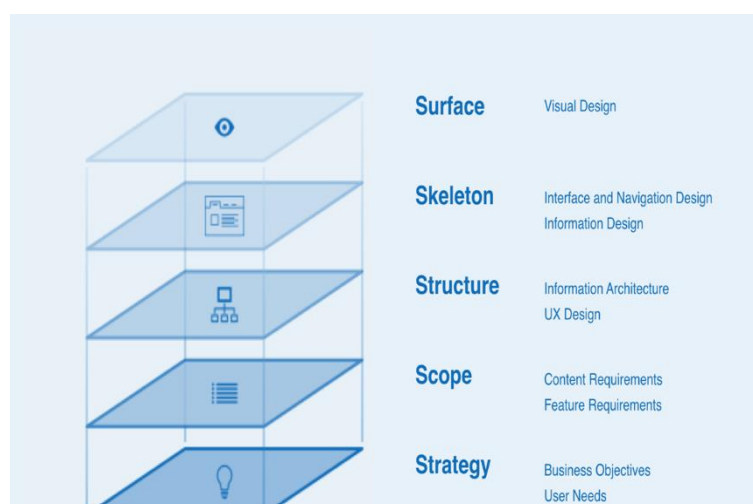 Surface
Visual Design
Skeleton
Interface and Navigation Design
Information Design
Structure
Information Architecture
UX Design
Scope
Content Requirements
Feature Requirements
Strategy
Business Objectives
User Needs